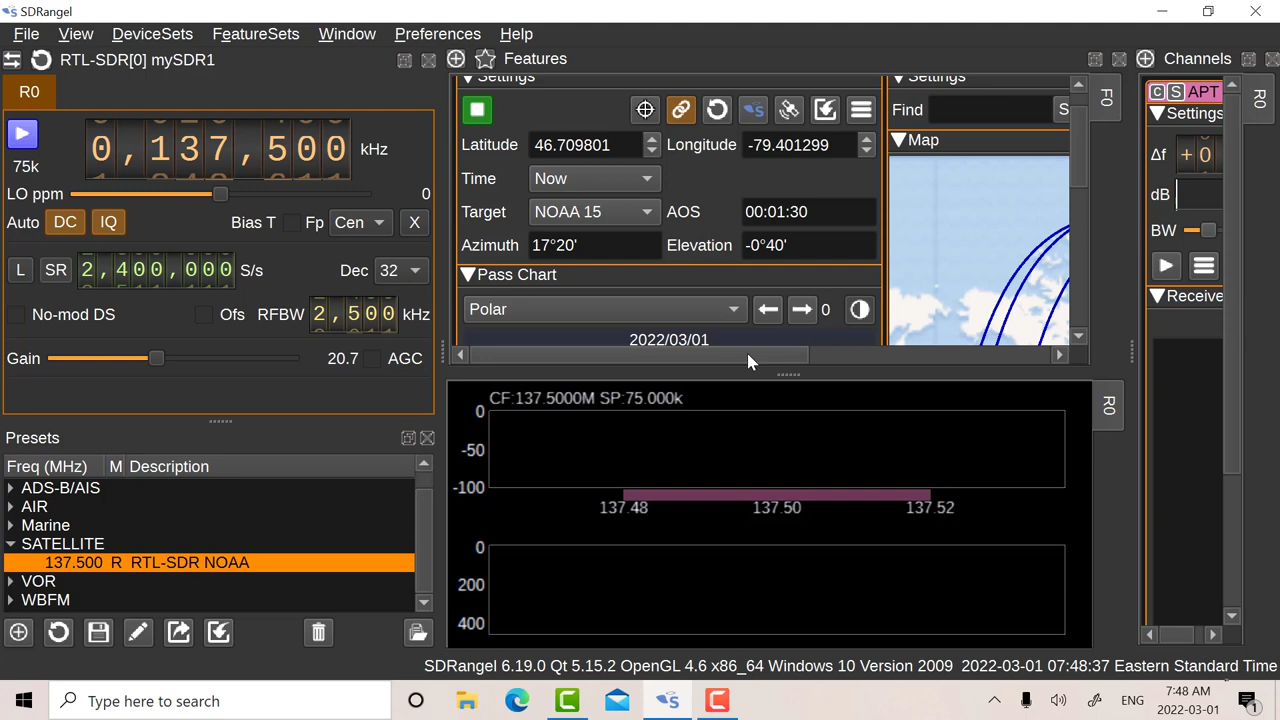 SDRangel
File View DeviceSets FeatureSets Window Preferences Help
RTL-SDR[0] mySDR1
Features
Channels
R0
75k
0,137,500 kHz
LO ppm 0
Auto DC IQ Bias T Fp Cen X
L SR 2,400,000 S/s Dec 32
No-mod DS Ofs RFBW 2,500 kHz
Gain 20.7 AGC
Settings
F0
Latitude 46.709801 Longitude -79.401299
Time Now
Target NOAA 15 AOS 00:01:30
Azimuth 17°20' Elevation -0°40'
Pass Chart
Polar 0
2022/03/01
Settings
Find S
Map
C S APT
R0
Settings
Δf +0
dB
BW
Receive
Presets
Freq (MHz) M Description
ADS-B/AIS
AIR
Marine
SATELLITE
137.500 R RTL-SDR NOAA
VOR
WBFM
CF:137.5000M SP:75.000k
R0
0
-50
-100
137.48 137.50 137.52
0
200
400
SDRangel 6.19.0 Qt 5.15.2 OpenGL 4.6 x86_64 Windows 10 Version 2009 2022-03-01 07:48:37 Eastern Standard Time
Type here to search
ENG
7:48 AM
2022-03-01
1